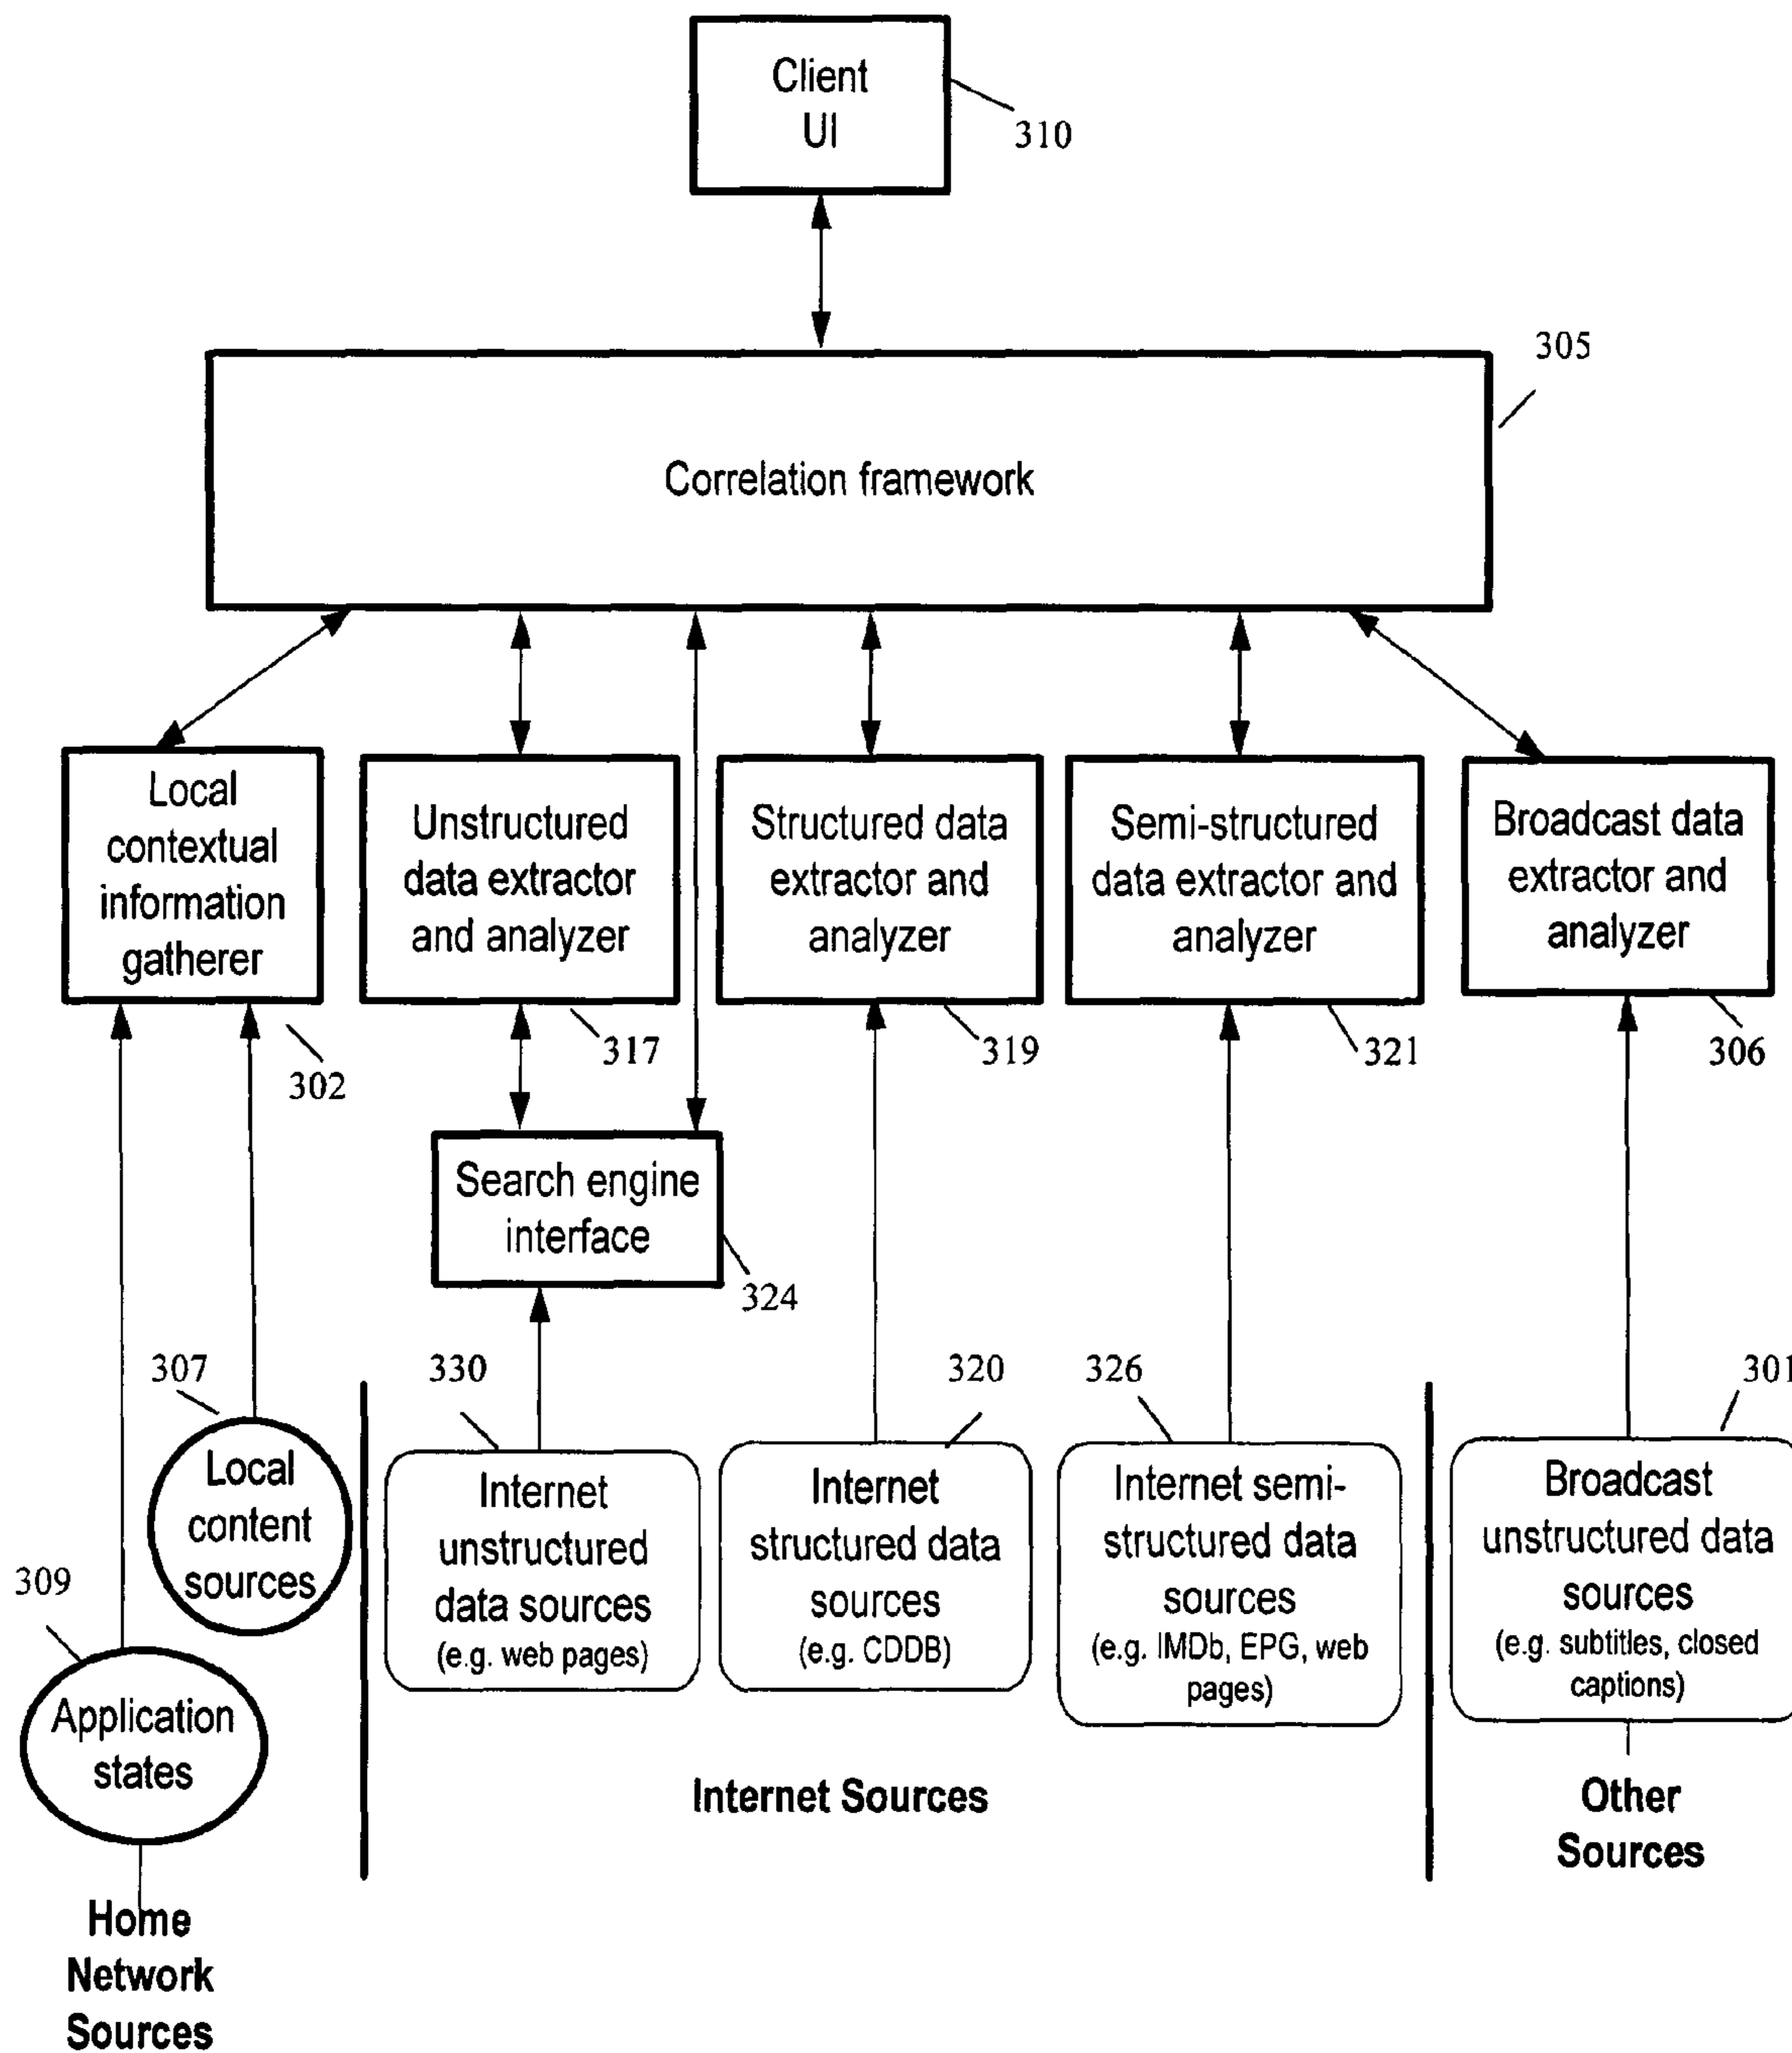 Client
UI
310
305
Correlation framework
Local
contextual
information
gatherer
302
Unstructured
data extractor
and analyzer
317
Structured data
extractor and
analyzer
319
Semi-structured
data extractor and
analyzer
321
Broadcast data
extractor and
analyzer
306
Search engine
interface
324
307
Local
content
sources
309
Application
states
330
Internet
unstructured
data sources
(e.g. web pages)
320
Internet
structured data
sources
(e.g. CDDB)
326
Internet semi-
structured data
sources
(e.g. IMDb, EPG, web
pages)
301
Broadcast
unstructured data
sources
(e.g. subtitles, closed
captions)
Home
Network
Sources
Internet Sources
Other
Sources